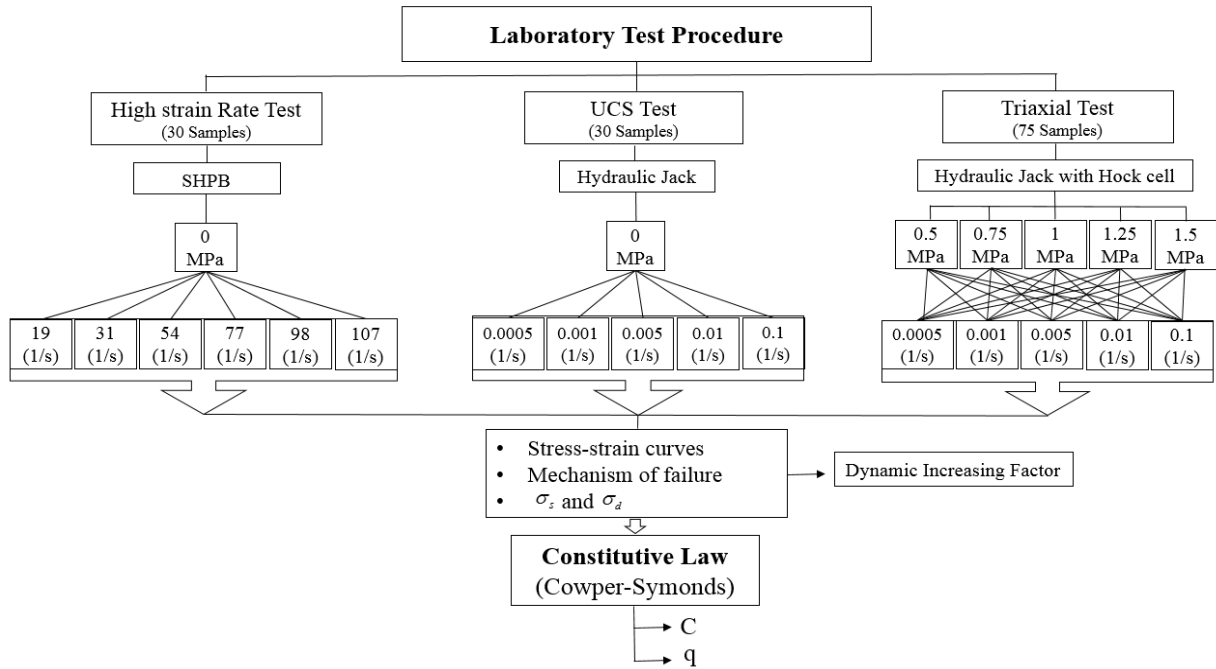 Laboratory Test Procedure
High strain Rate Test
(30 Samples)
UCS Test
(30 Samples)
Triaxial Test
(75 Samples)
SHPB
Hydraulic Jack
Hydraulic Jack with Hock cell
0
MPa
0
MPa
0.5
MPa
0.75
MPa
1
MPa
1.25
MPa
1.5
MPa
19
(1/s)
31
(1/s)
54
(1/s)
77
(1/s)
98
(1/s)
107
(1/s)
0.0005
(1/s)
0.001
(1/s)
0.005
(1/s)
0.01
(1/s)
0.1
(1/s)
0.0005
(1/s)
0.001
(1/s)
0.005
(1/s)
0.01
(1/s)
0.1
(1/s)
• Stress-strain curves
• Mechanism of failure
• σs and σd
Dynamic Increasing Factor
Constitutive Law
(Cowper-Symonds)
C
q